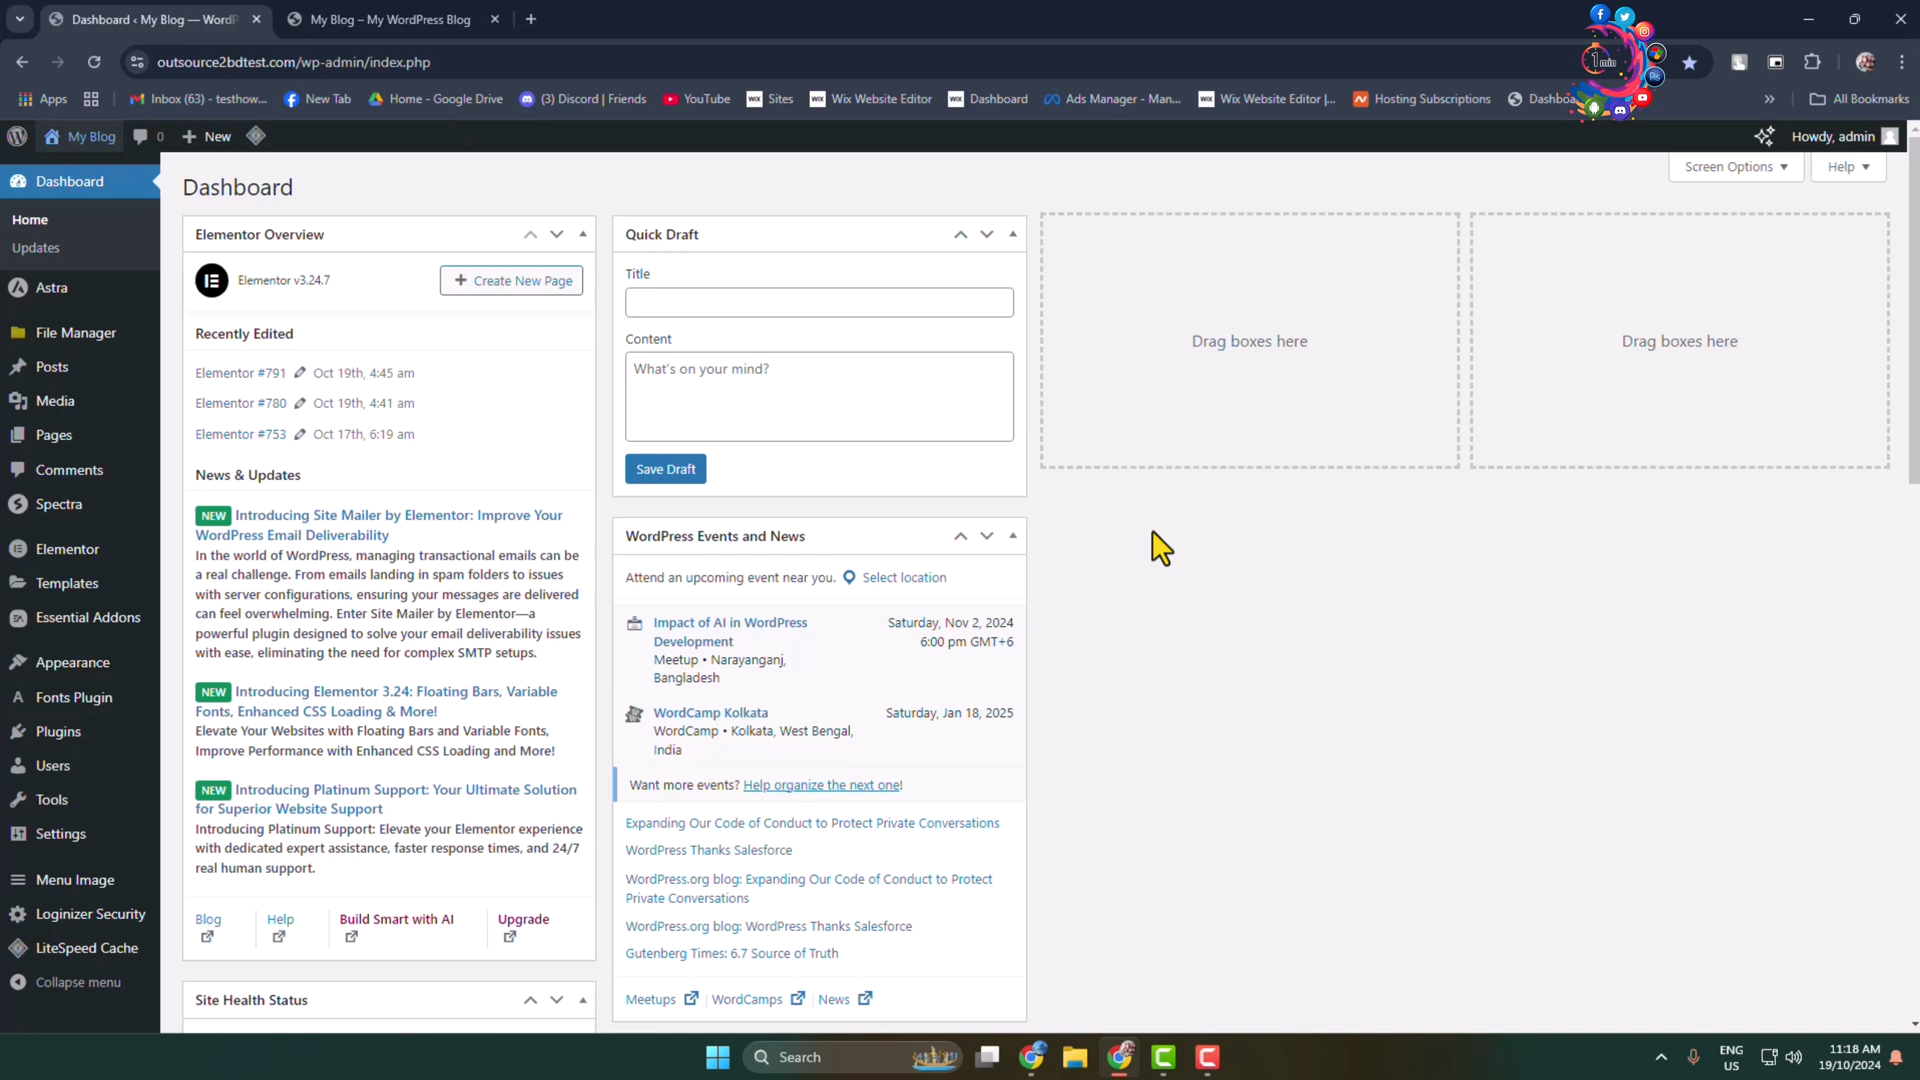 Dashboard ‹ My Blog — WordP
My Blog – My WordPress Blog
outsource2bdtest.com/wp-admin/index.php
1min
Ps
Apps
Inbox (63) - testhow...
New Tab
Home - Google Drive
(3) Discord | Friends
YouTube
WIX Sites
WIX Wix Website Editor
WIX Dashboard
Ads Manager - Man...
WIX Wix Website Editor |...
Hosting Subscriptions
All Bookmarks
My Blog
0
New
Howdy, admin
Screen Options
Help
Dashboard
Home
Updates
Astra
File Manager
Posts
Media
Pages
Comments
Spectra
Elementor
Templates
Essential Addons
Appearance
Fonts Plugin
Plugins
Users
Tools
Settings
Menu Image
Loginizer Security
LiteSpeed Cache
Collapse menu
Dashboard
Elementor Overview
Elementor v3.24.7
Create New Page
Recently Edited
Elementor #791 Oct 19th, 4:45 am
Elementor #780 Oct 19th, 4:41 am
Elementor #753 Oct 17th, 6:19 am
News & Updates
NEW Introducing Site Mailer by Elementor: Improve Your
WordPress Email Deliverability
In the world of WordPress, managing transactional emails can be
a real challenge. From emails landing in spam folders to issues
with server configurations, ensuring your messages are delivered
can feel overwhelming. Enter Site Mailer by Elementor—a
powerful plugin designed to solve your email deliverability issues
with ease, eliminating the need for complex SMTP setups.
NEW Introducing Elementor 3.24: Floating Bars, Variable
Fonts, Enhanced CSS Loading & More!
Elevate Your Websites with Floating Bars and Variable Fonts,
Improve Performance with Enhanced CSS Loading and More!
NEW Introducing Platinum Support: Your Ultimate Solution
for Superior Website Support
Introducing Platinum Support: Elevate your Elementor experience
with dedicated expert assistance, faster response times, and 24/7
real human support.
Blog
Help
Build Smart with AI
Upgrade
Site Health Status
Quick Draft
Title
Content
What's on your mind?
Save Draft
WordPress Events and News
Attend an upcoming event near you. Select location
Impact of AI in WordPress
Development
Meetup • Narayanganj,
Bangladesh
Saturday, Nov 2, 2024
6:00 pm GMT+6
WordCamp Kolkata
WordCamp • Kolkata, West Bengal,
India
Saturday, Jan 18, 2025
Want more events? Help organize the next one!
Expanding Our Code of Conduct to Protect Private Conversations
WordPress Thanks Salesforce
WordPress.org blog: Expanding Our Code of Conduct to Protect
Private Conversations
WordPress.org blog: WordPress Thanks Salesforce
Gutenberg Times: 6.7 Source of Truth
Meetups | WordCamps | News
Drag boxes here
Drag boxes here
Search
ENG
US
11:18 AM
19/10/2024